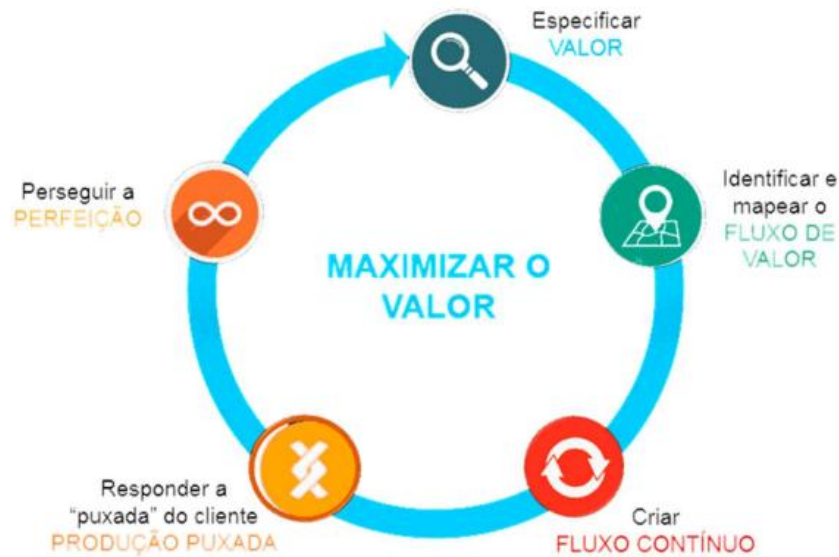 Especificar
VALOR
Identificar e
mapear o
FLUXO DE
VALOR
Criar
FLUXO CONTÍNUO
Responder a
“puxada” do cliente
PRODUÇÃO PUXADA
Perseguir a
PERFEIÇÃO
MAXIMIZAR O
VALOR